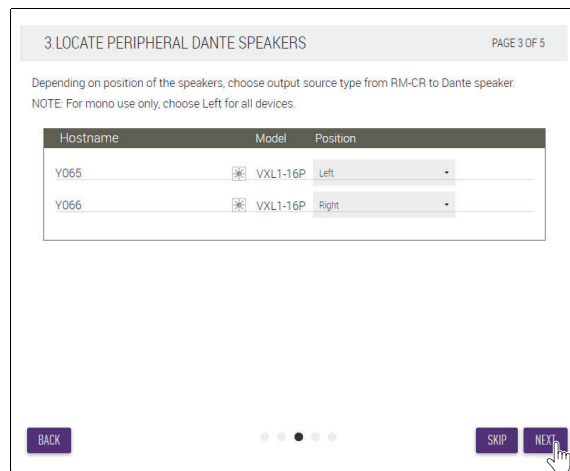 3.LOCATE PERIPHERAL DANTE SPEAKERS PAGE 3 OF 5
Depending on position of the speakers, choose output source type from RM-CR to Dante speaker.
NOTE: For mono use only, choose Left for all devices.
Hostname Model Position
Y065 VXL1-16P Left
Y066 VXL1-16P Right
BACK SKIP NEXT